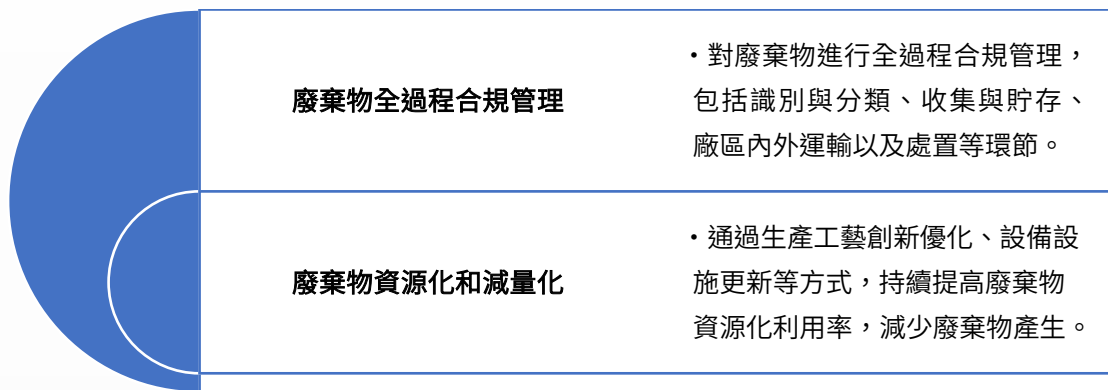 廢棄物全過程合規管理
・對廢棄物進行全過程合規管理，
包括識別與分類、收集與貯存、
廠區內外運輸以及處置等環節。
廢棄物資源化和減量化
・通過生產工藝創新優化、設備設
施更新等方式，持續提高廢棄物
資源化利用率，減少廢棄物產生。